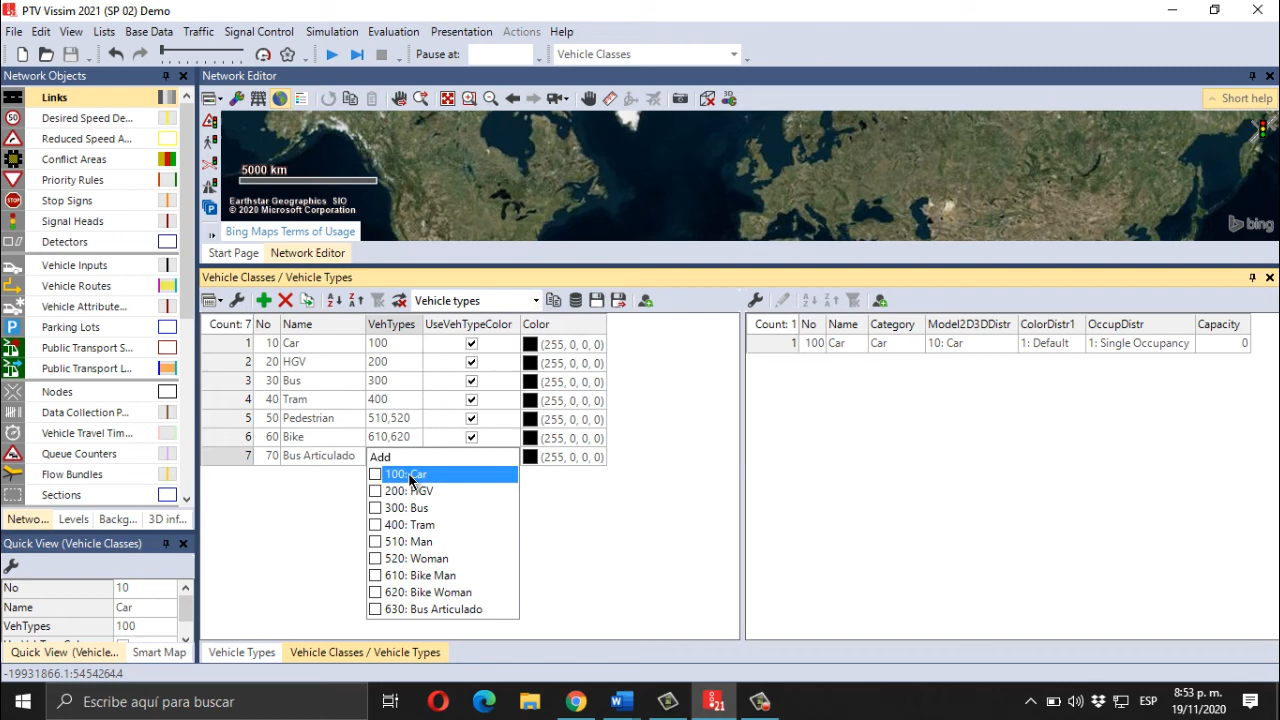 PTV Vissim 2021 (SP 02) Demo
File Edit View Lists Base Data Traffic Signal Control Simulation Evaluation Presentation Actions Help
Pause at: Vehicle Classes
Network Objects
Network Editor
Links
Short help
50 Desired Speed De...
Reduced Speed A...
Conflict Areas
Priority Rules
STOP Stop Signs
Signal Heads
Detectors
Vehicle Inputs
Vehicle Routes
Vehicle Attribute...
P Parking Lots
Public Transport S...
Public Transport L...
Nodes
Data Collection P...
Vehicle Travel Tim...
Queue Counters
Flow Bundles
Sections
Netwo... Levels Backg... 3D inf...
Quick View (Vehicle Classes)
No 10
Name Car
VehTypes 100
Quick View (Vehicle... Smart Map
-19931866.1:5454264.4
5000 km
Earthstar Geographics SIO
© 2020 Microsoft Corporation
Bing Maps Terms of Usage
bing
Start Page Network Editor
Vehicle Classes / Vehicle Types
Vehicle types
Count: 7 No Name VehTypes UseVehTypeColor Color
1 10 Car 100 (255, 0, 0, 0)
2 20 HGV 200 (255, 0, 0, 0)
3 30 Bus 300 (255, 0, 0, 0)
4 40 Tram 400 (255, 0, 0, 0)
5 50 Pedestrian 510,520 (255, 0, 0, 0)
6 60 Bike 610,620 (255, 0, 0, 0)
7 70 Bus Articulado Add (255, 0, 0, 0)
100: Car
200: HGV
300: Bus
400: Tram
510: Man
520: Woman
610: Bike Man
620: Bike Woman
630: Bus Articulado
Count: 1 No Name Category Model2D3DDistr ColorDistr1 OccupDistr Capacity
1 100 Car Car 10: Car 1: Default 1: Single Occupancy 0
Vehicle Types Vehicle Classes / Vehicle Types
Escribe aquí para buscar
21
ESP
8:53 p. m.
19/11/2020